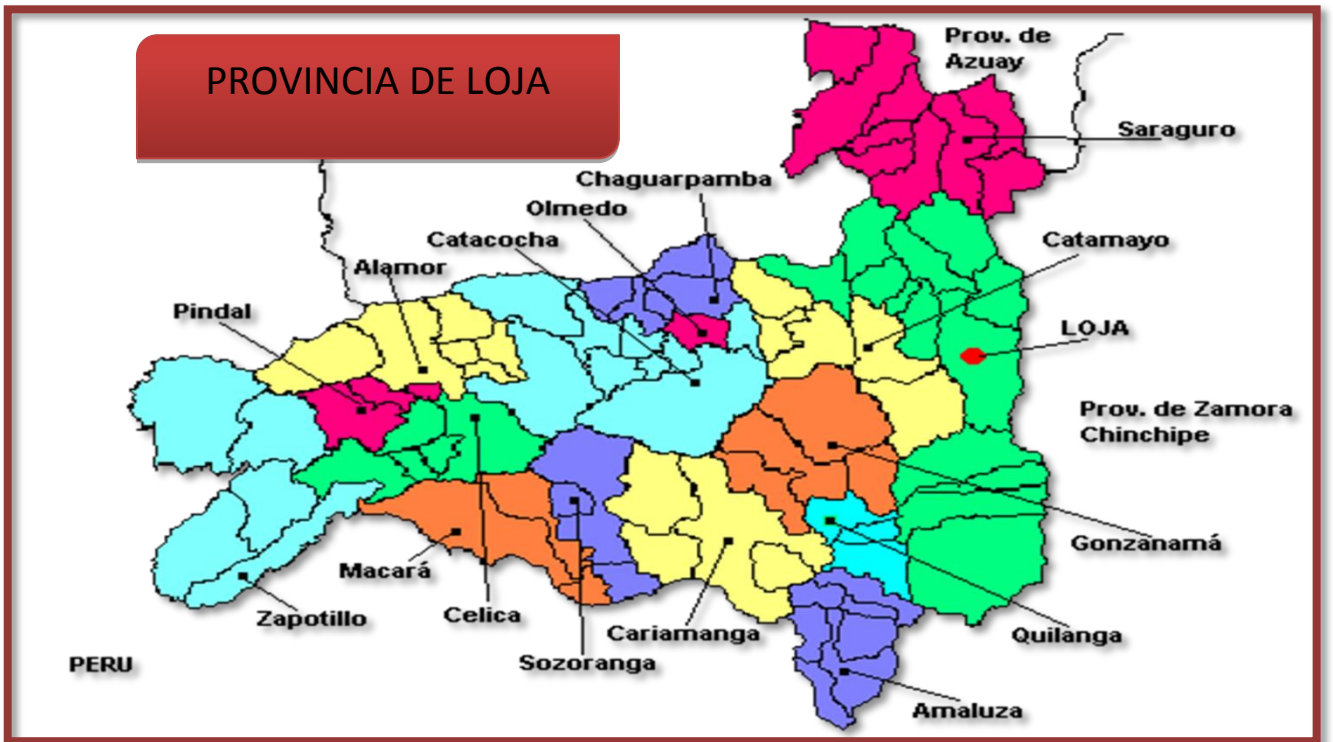 PROVINCIA DE LOJA
Prov. de
Azuay
Saraguro
Chaguarpamba
Olmedo
Catacocha
Catamayo
Alamor
Pindal
LOJA
Prov. de Zamora
Chinchipe
Gonzanamá
Macará
Zapotillo
Celica
Cariamanga
Quilanga
Sozoranga
PERU
Amaluza